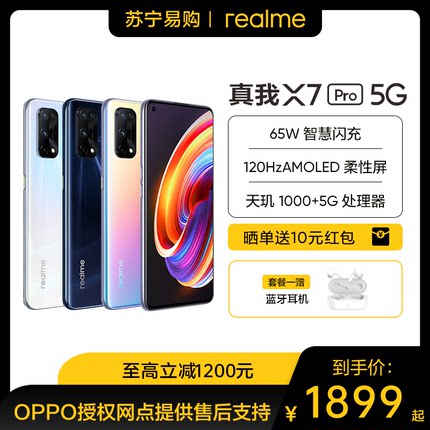 苏宁易购 | realme
真我X7 Pro 5G
65W 智慧闪充
120HzAMOLED 柔性屏
天玑 1000+5G 处理器
晒单送10元红包
套餐一赠
蓝牙耳机
realme
realme
realme
至高立减1200元
到手价：
OPPO授权网点提供售后支持
¥1899起